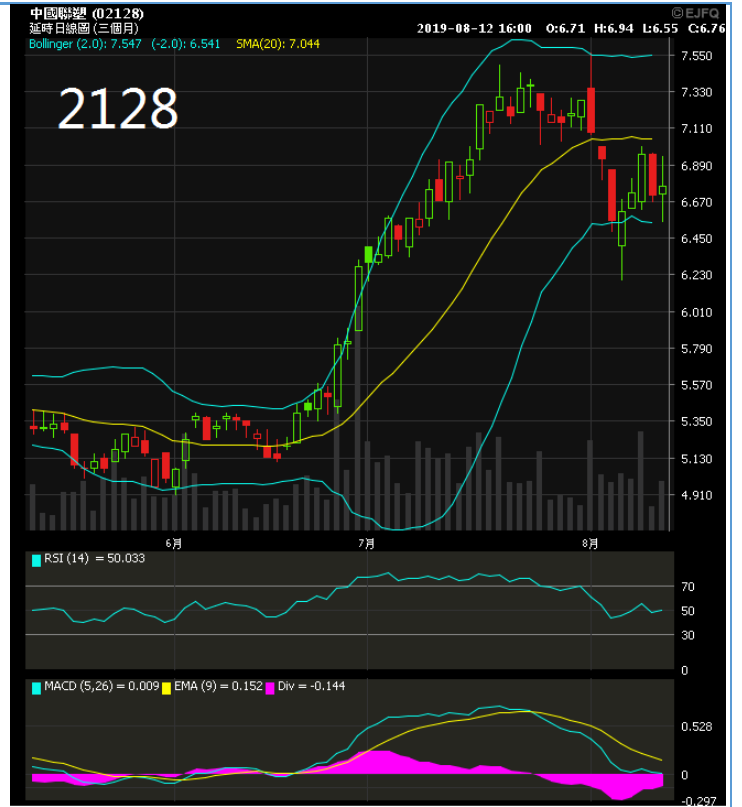 中國聯塑 (02128)
©EJFQ
延時日線圖 (三個月)
2019-08-12 16:00 O:6.71 H:6.94 L:6.55 C:6.76
Bollinger (2.0): 7.547 (-2.0): 6.541 SMA(20): 7.044
2128
7.550
7.330
7.110
6.890
6.670
6.450
6.230
6.010
5.790
5.570
5.350
5.130
4.910
6月 7月 8月
RSI (14) = 50.033
70
50
30
0
MACD (5,26) = 0.009 EMA (9) = 0.152 Div = -0.144
0.528
0
-0.297